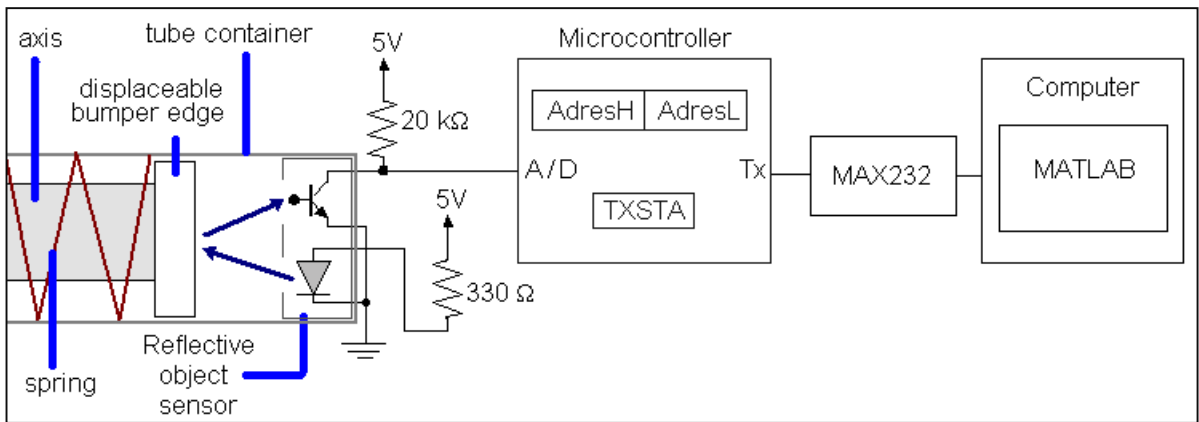 axis
tube container
displaceable
bumper edge
5V
20 kΩ
Microcontroller
AdresH
AdresL
A/D
Tx
TXSTA
MAX232
Computer
MATLAB
5V
330 Ω
spring
Reflective
object
sensor